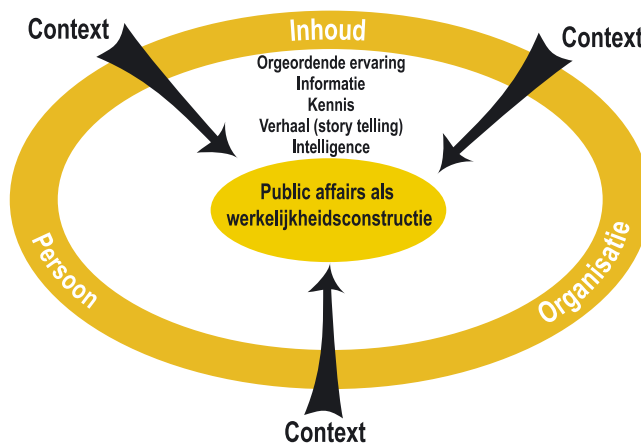 Context
Inhoud
Context
Orgeordende ervaring
Informatie
Kennis
Verhaal (story telling)
Intelligence
Public affairs als
werkelijkheidsconstructie
Persoon
Organisatie
Context